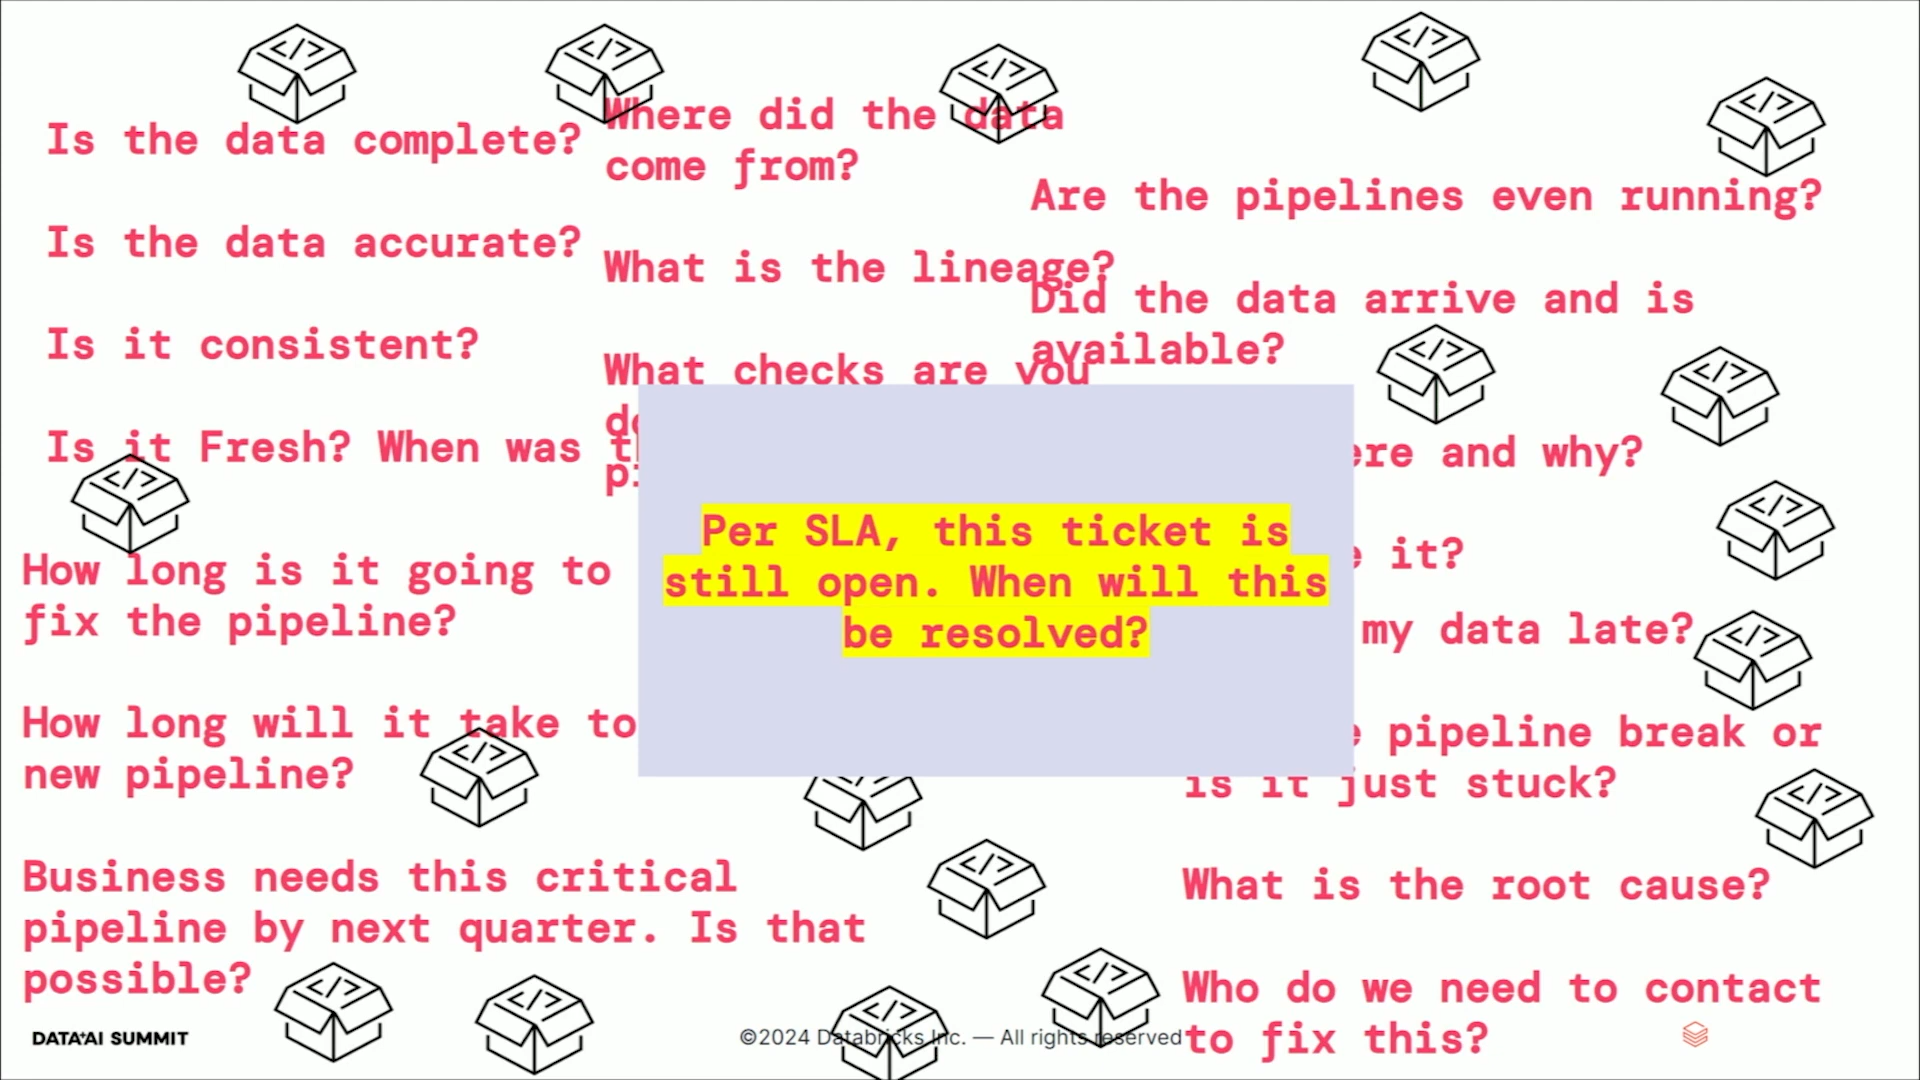 Is the data complete?
Is the data accurate?
Is it consistent?
Is it Fresh? When was
Where did the data
come from?
What is the lineage?
What checks are you
Are the pipelines even running?
Did the data arrive and is
available?
and why?
it?
my data late?
pipeline break or
is it just stuck?
What is the root cause?
Who do we need to contact
to fix this?
Per SLA, this ticket is
still open. When will this
be resolved?
How long is it going to
fix the pipeline?
How long will it take to
new pipeline?
Business needs this critical
pipeline by next quarter. Is that
possible?
DATA+AI SUMMIT
©2024 Databricks Inc. — All rights reserved